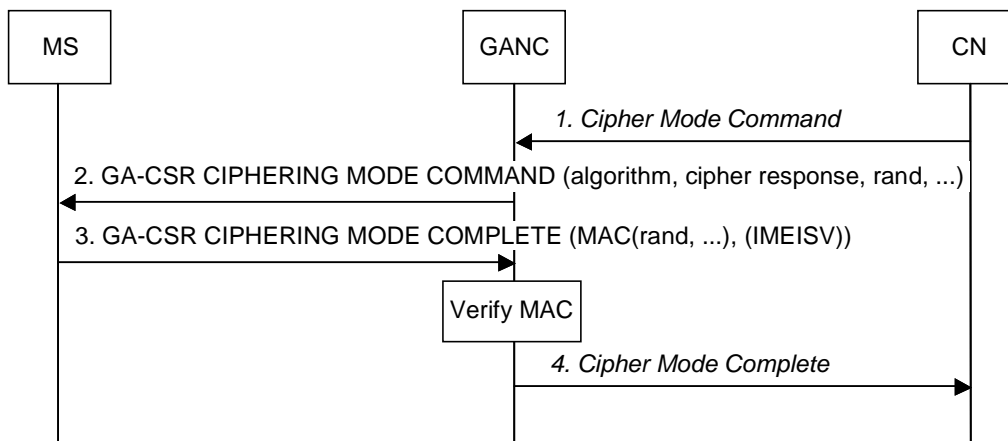 MS
GANC
CN
1. Cipher Mode Command
2. GA-CSR CIPHERING MODE COMMAND (algorithm, cipher response, rand, ...)
3. GA-CSR CIPHERING MODE COMPLETE (MAC(rand, ...), (IMEISV))
Verify MAC
4. Cipher Mode Complete